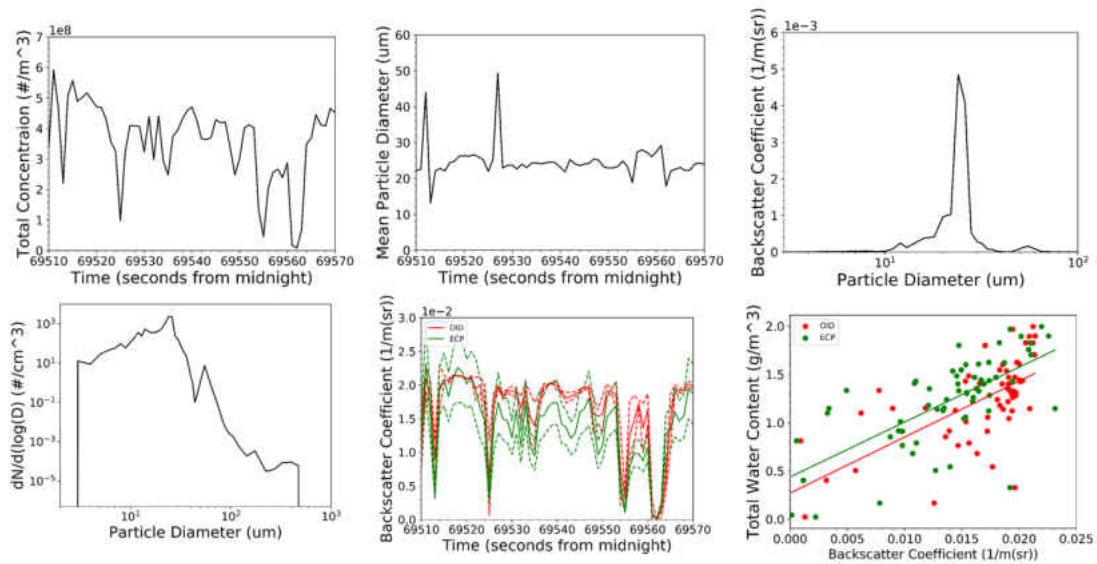 1e8
Total Concentraion (#/m^3)
7
6
5
4
3
2
1
0
69510 69520 69530 69540 69550 69560 69570
Time (seconds from midnight)
Mean Particle Diameter (um)
60
50
40
30
20
10
0
69510 69520 69530 69540 69550 69560 69570
Time (seconds from midnight)
1e−3
Backscatter Coefficient (1/m(sr))
6
5
4
3
2
1
0
10^1 10^2
Particle Diameter (um)
dN/d(log(D) (#/cm^3)
10^3
10^1
10^-1
10^-3
10^-5
10^1 10^2 10^3
Particle Diameter (um)
1e−2
Backscatter Coefficient (1/m(sr))
3.0
2.5
2.0
1.5
1.0
0.5
0.0
OID
ECP
69510 69520 69530 69540 69550 69560 69570
Time (seconds from midnight)
Total Water Content (g/m^3)
2.0
1.5
1.0
0.5
0.0
OID
ECP
0.000 0.005 0.010 0.015 0.020 0.025
Backscatter Coefficient (1/m(sr))